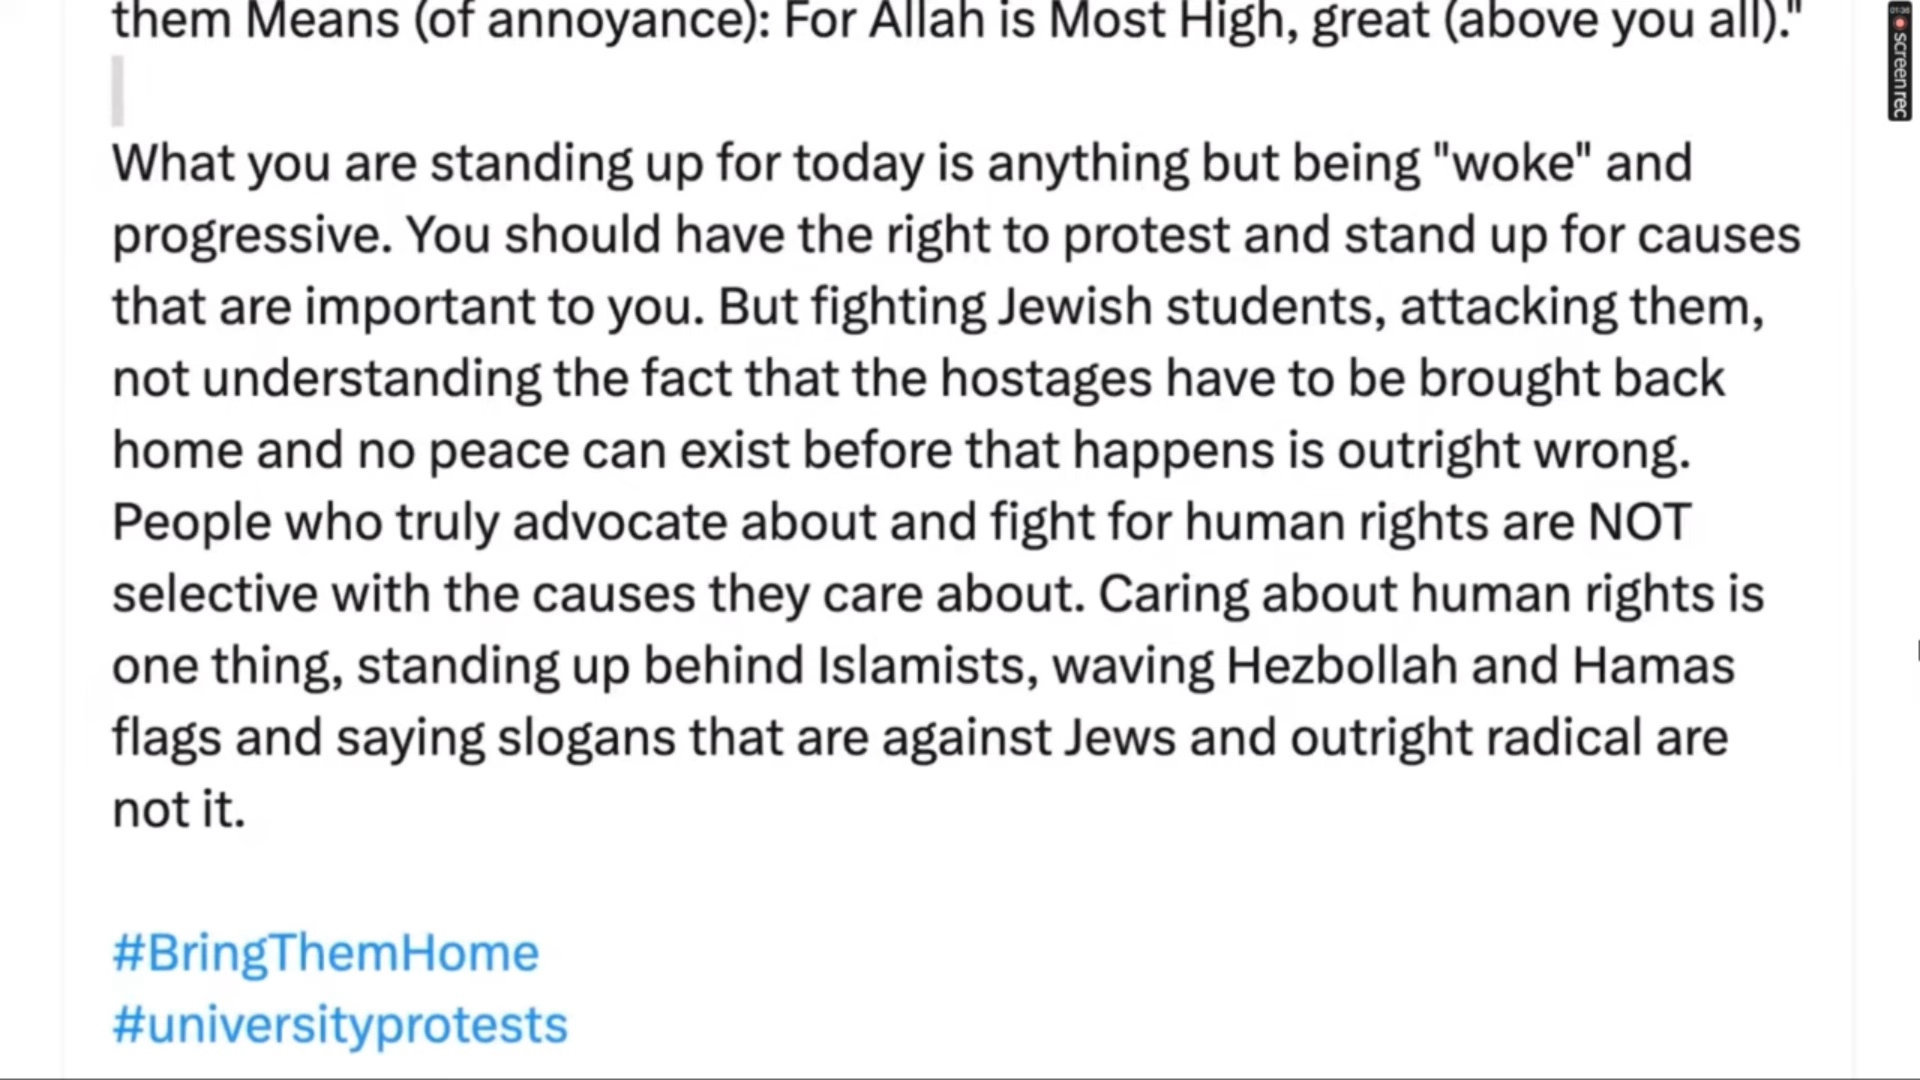 them Means (of annoyance): For Allah is Most High, great (above you all)."
What you are standing up for today is anything but being "woke" and
progressive. You should have the right to protest and stand up for causes
that are important to you. But fighting Jewish students, attacking them,
not understanding the fact that the hostages have to be brought back
home and no peace can exist before that happens is outright wrong.
People who truly advocate about and fight for human rights are NOT
selective with the causes they care about. Caring about human rights is
one thing, standing up behind Islamists, waving Hezbollah and Hamas
flags and saying slogans that are against Jews and outright radical are
not it.
#BringThemHome
#universityprotests
screenrec